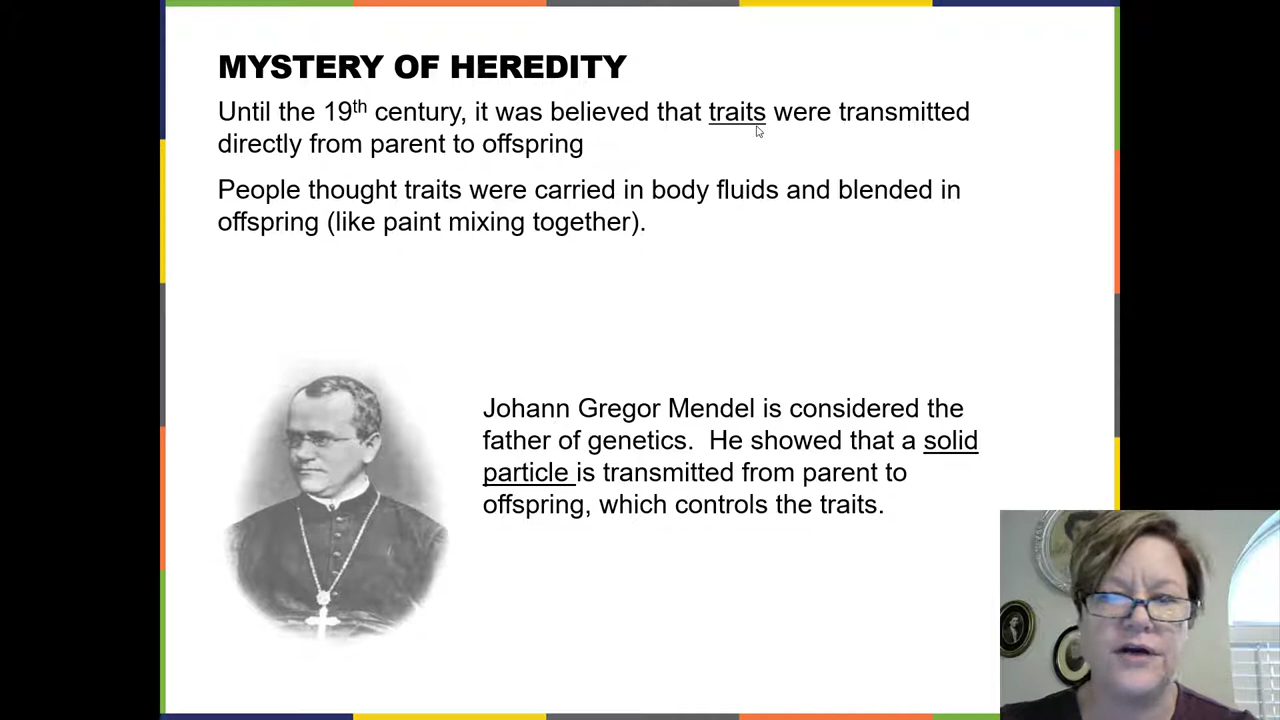 MYSTERY OF HEREDITY
Until the 19th century, it was believed that traits were transmitted
directly from parent to offspring
People thought traits were carried in body fluids and blended in
offspring (like paint mixing together).
Johann Gregor Mendel is considered the
father of genetics.  He showed that a solid
particle is transmitted from parent to
offspring, which controls the traits.